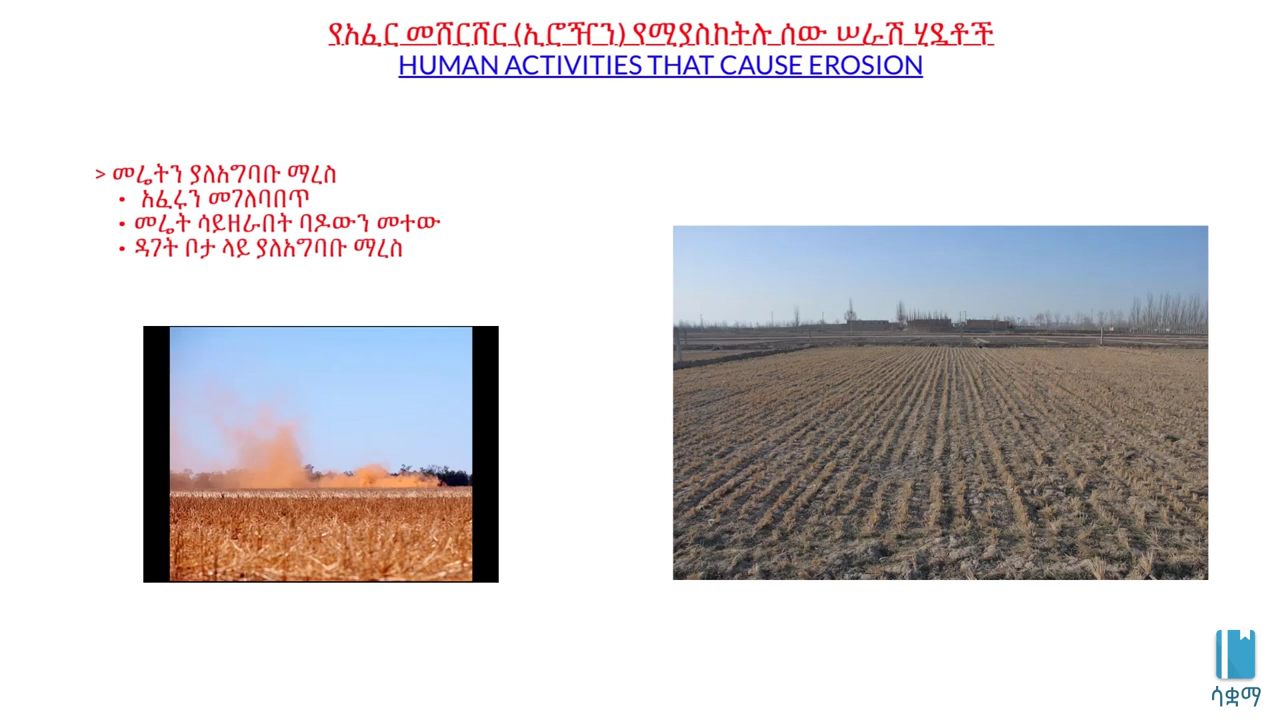 የአፈር መሸርሸር (ኢሮዥን) የሚያስከትሉ ሰው ሠራሽ ሂደቶች
HUMAN ACTIVITIES THAT CAUSE EROSION
> መሬትን ያለአግባቡ ማረስ
• አፈሩን መገለባበጥ
• መሬት ሳይዘራበት ባዶውን መተው
• ዳገት ቦታ ላይ ያለአግባቡ ማረስ
ሳቋማ